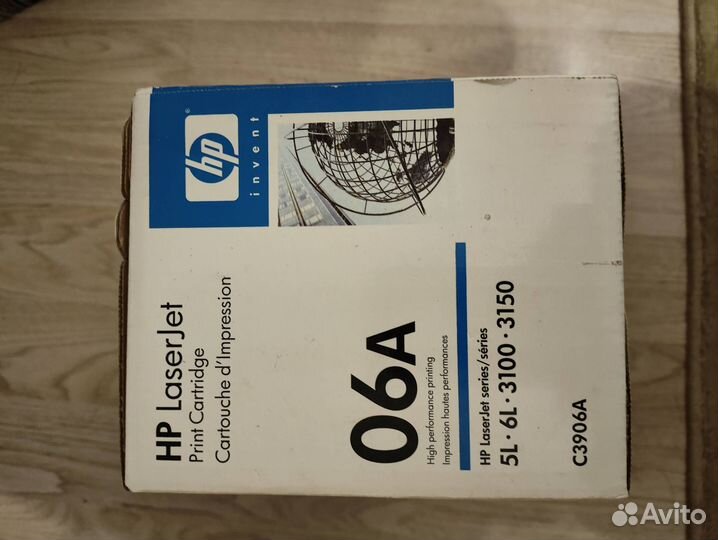 hp
®
invent
HP LaserJet
Print Cartridge
Cartouche d'Impression
06A
High performance printing
Impression hautes performances
HP LaserJet series/séries
5L · 6L · 3100 · 3150
C3906A
Avito